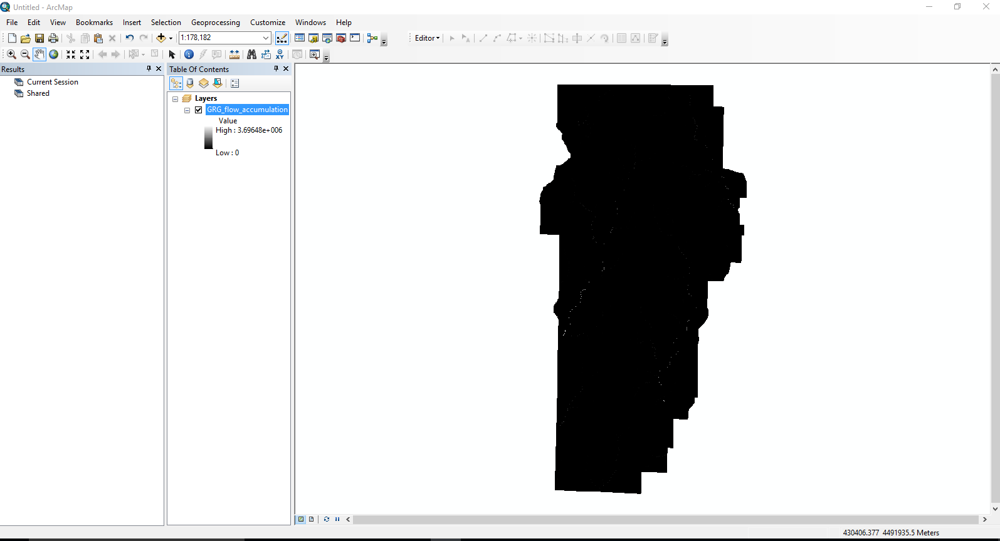 Untitled - ArcMap
File Edit View Bookmarks Insert Selection Geoprocessing Customize Windows Help
1:178,182
Editor
Results
Current Session
Shared
Table Of Contents
Layers
GRG_flow_accumulation
Value
High : 3.69648e+006
Low : 0
430406.377 4491935.5 Meters